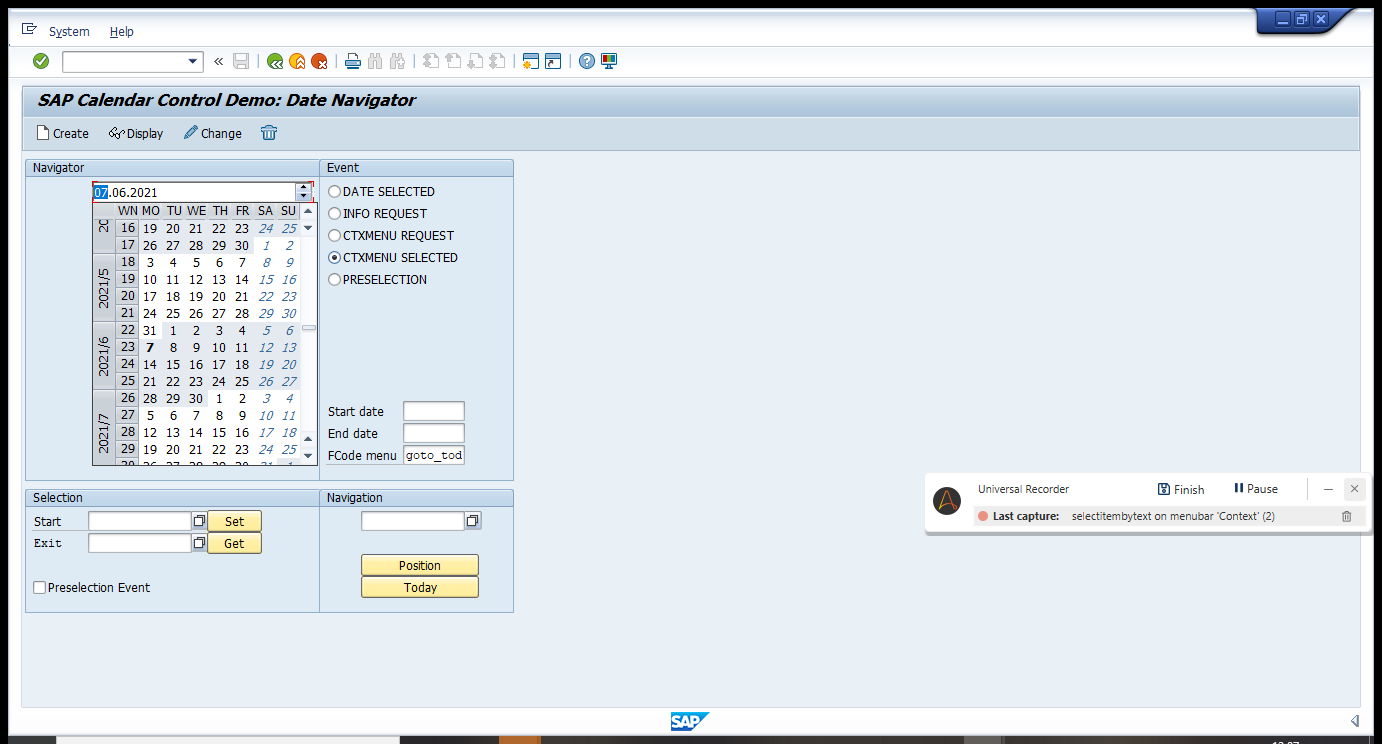 System Help
«
SAP Calendar Control Demo: Date Navigator
Create Display Change
Navigator
07.06.2021
WN MO TU WE TH FR SA SU
16 19 20 21 22 23 24 25
17 26 27 28 29 30 1 2
18 3 4 5 6 7 8 9
19 10 11 12 13 14 15 16
20 17 18 19 20 21 22 23
21 24 25 26 27 28 29 30
22 31 1 2 3 4 5 6
23 7 8 9 10 11 12 13
24 14 15 16 17 18 19 20
25 21 22 23 24 25 26 27
26 28 29 30 1 2 3 4
27 5 6 7 8 9 10 11
28 12 13 14 15 16 17 18
29 19 20 21 22 23 24 25
20
2021/5
2021/6
2021/7
Event
DATE SELECTED
INFO REQUEST
CTXMENU REQUEST
CTXMENU SELECTED
PRESELECTION
Start date
End date
FCode menu goto_tod
Selection
Start Set
Exit Get
Preselection Event
Navigation
Position
Today
Universal Recorder Finish Pause
Last capture: selectitembytext on menubar 'Context' (2)
SAP